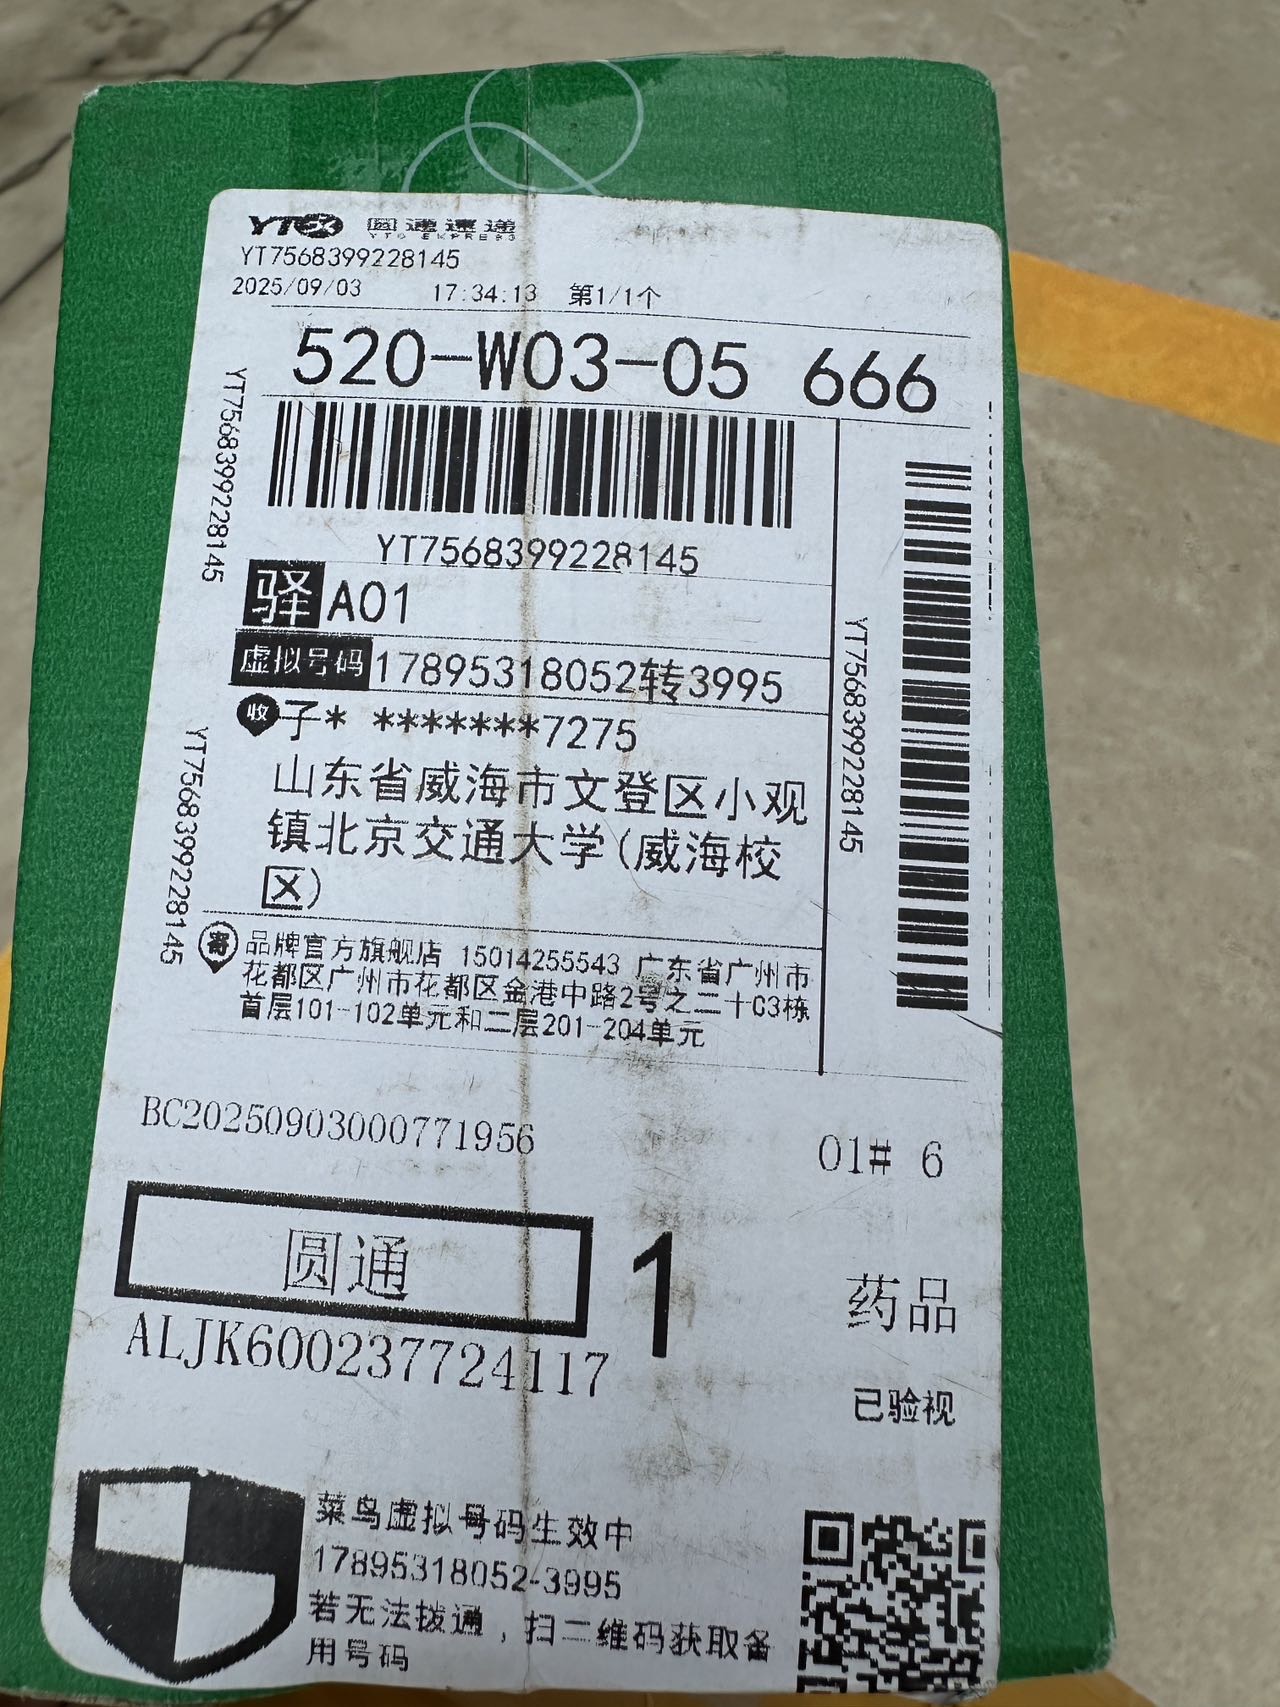 YTO 圆通速递
YTO EXPRESS
YT7568399228145
2025/09/03 17:34:13 第1/1个
520-W03-05 666
YT7568399228145
YT7568399228145
驿 A01
虚拟号码 17895318052转3995
收 子* *******7275
山东省威海市文登区小观
镇北京交通大学(威海校
区)
YT7568399228145
YT7568399228145
寄 品牌官方旗舰店 15014255543 广东省广州市
花都区广州市花都区金港中路2号之二十C3栋
首层101-102单元和二层201-204单元
BC20250903000771956
01# 6
圆通
1
药品
ALJK600237724117
已验视
菜鸟虚拟号码生效中
17895318052-3995
若无法拨通，扫二维码获取备
用号码